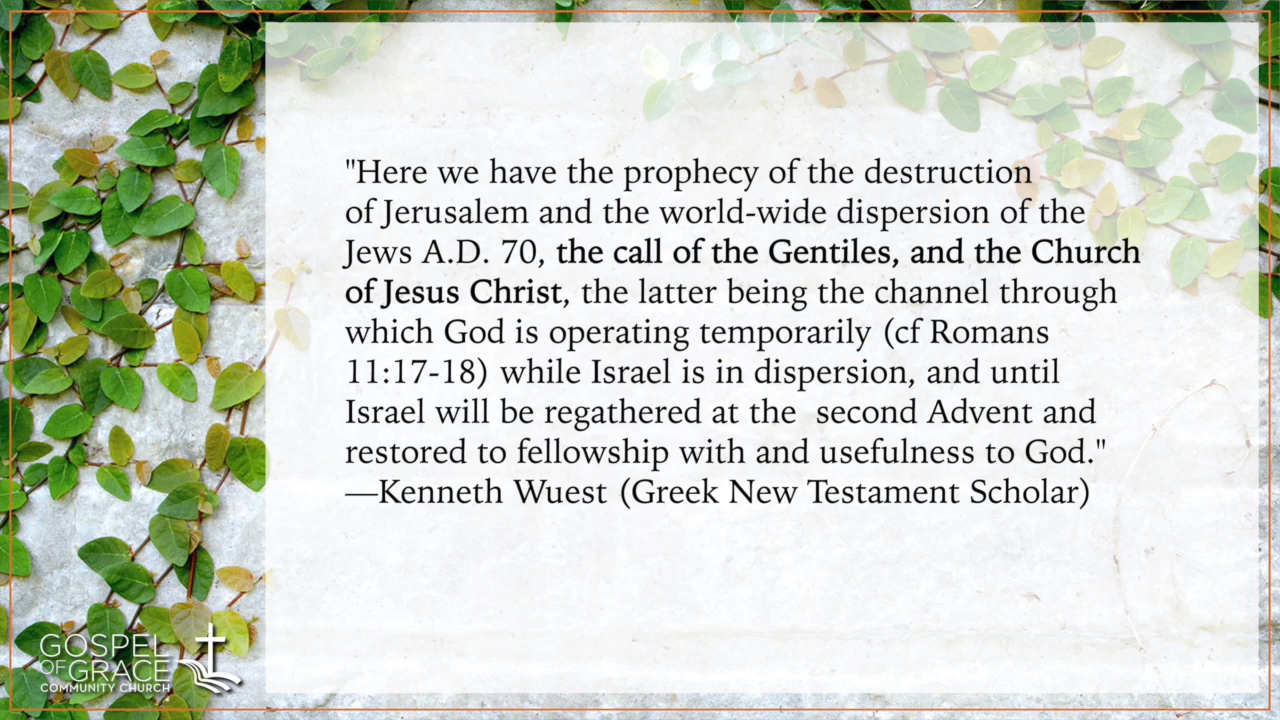 "Here we have the prophecy of the destruction
of Jerusalem and the world-wide dispersion of the
Jews A.D. 70, the call of the Gentiles, and the Church
of Jesus Christ, the latter being the channel through
which God is operating temporarily (cf Romans
11:17-18) while Israel is in dispersion, and until
Israel will be regathered at the  second Advent and
restored to fellowship with and usefulness to God."
—Kenneth Wuest (Greek New Testament Scholar)
GOSPEL
OF GRACE
COMMUNITY CHURCH